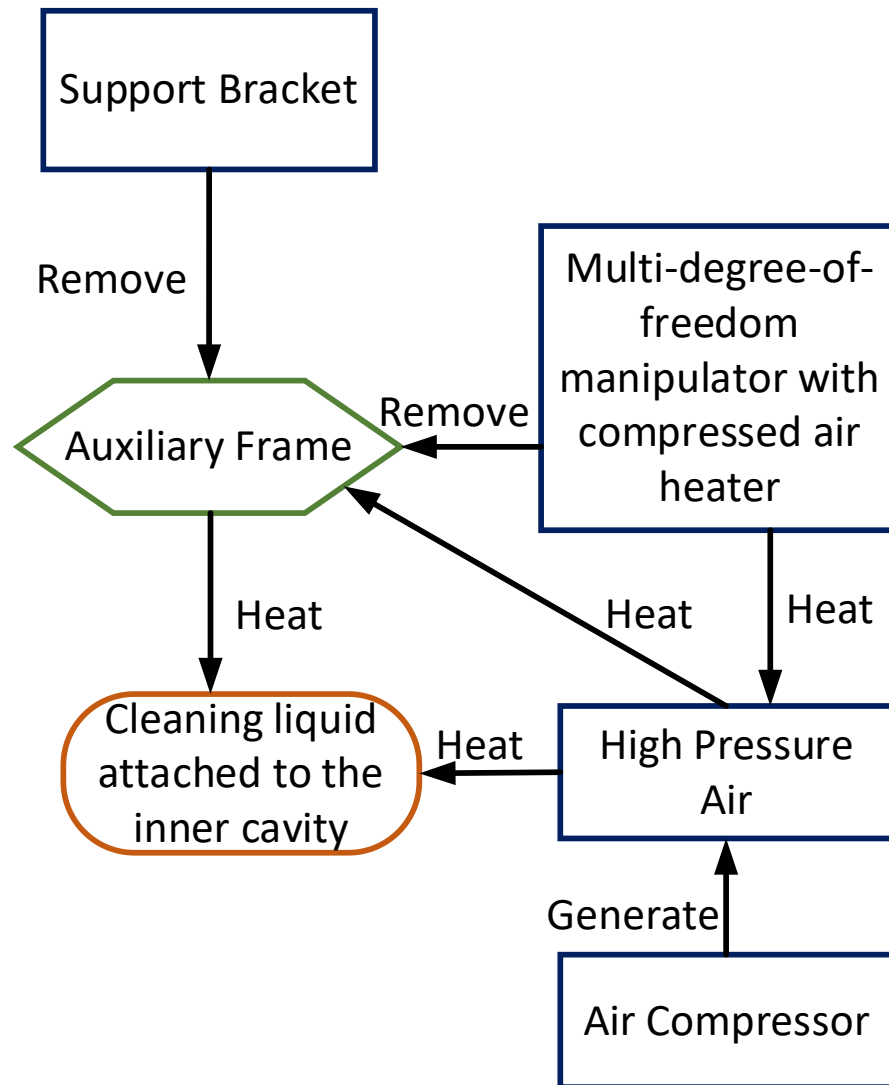 Support Bracket
Remove
Multi-degree-of-
freedom
manipulator with
compressed air
heater
Remove
Auxiliary Frame
Heat
Heat
Heat
Cleaning liquid
attached to the
inner cavity
Heat
High Pressure
Air
Generate
Air Compressor